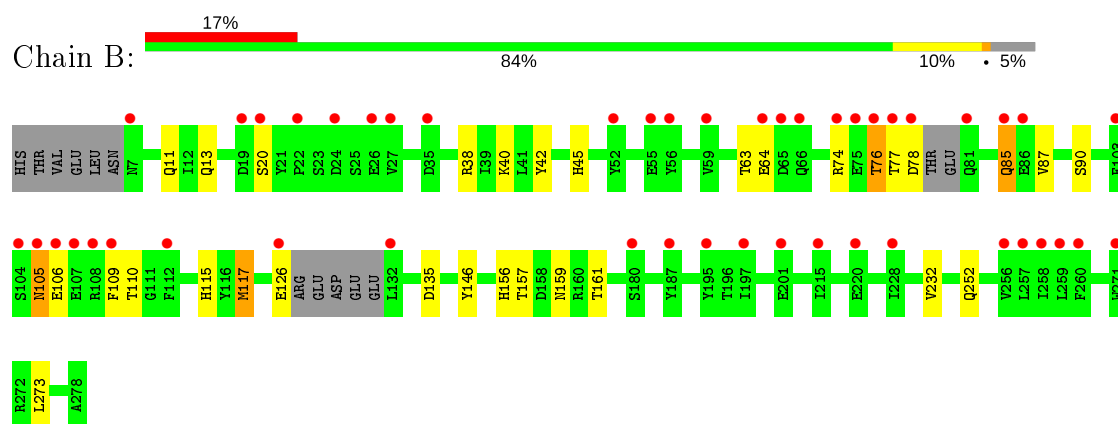 17%
Chain B:
84% 10% • 5%
HIS THR VAL GLU LEU ASN N7 Q11 I12 Q13 D19 S20 Y21 P22 S23 D24 S25 E26 V27 D35 R38 I39 K40 L41 Y42 H45 Y52 E55 Y56 V59 T63 E64 D65 Q66 R74 E75 T76 T77 D78 THR GLU Q81 Q85 E86 V87 S90 E103
S104 N105 E106 E107 R108 F109 T110 G111 F112 H115 Y116 M117 E126 ARG GLU ASP GLU GLU L132 D135 Y146 H156 T157 D158 N159 R160 T161 S180 Y187 Y195 T196 I197 E201 I215 E220 I228 V232 Q252 V256 L257 I258 L259 F260
R272 L273 A278